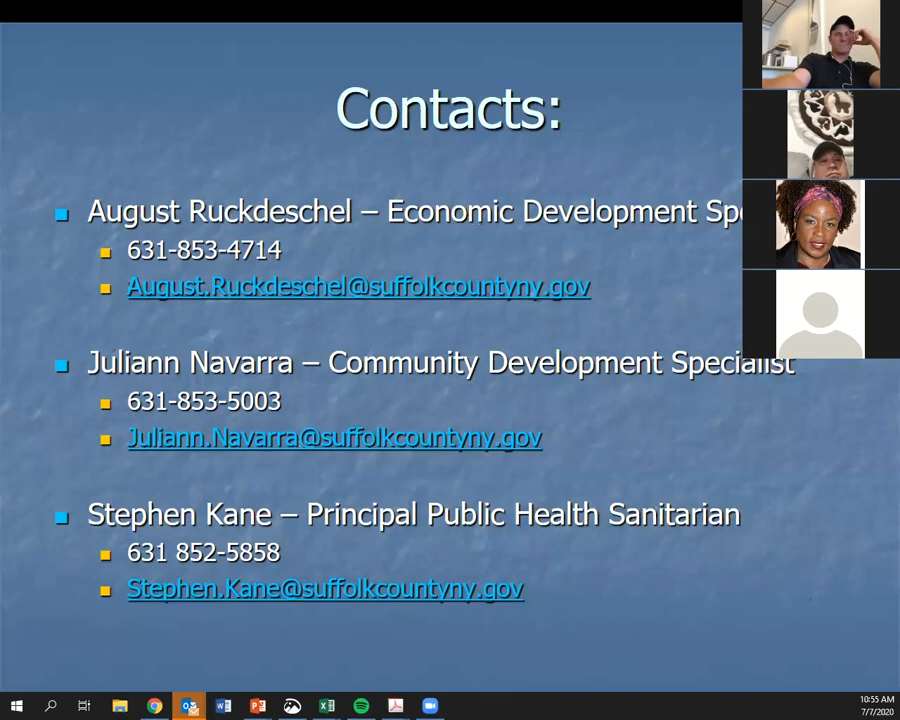 Contacts:
August Ruckdeschel – Economic Development
631-853-4714
August.Ruckdeschel@suffolkcountyny.gov
Juliann Navarra – Community Development Specialist
631-853-5003
Juliann.Navarra@suffolkcountyny.gov
Stephen Kane – Principal Public Health Sanitarian
631 852-5858
Stephen.Kane@suffolkcountyny.gov
10:55 AM
7/7/2020